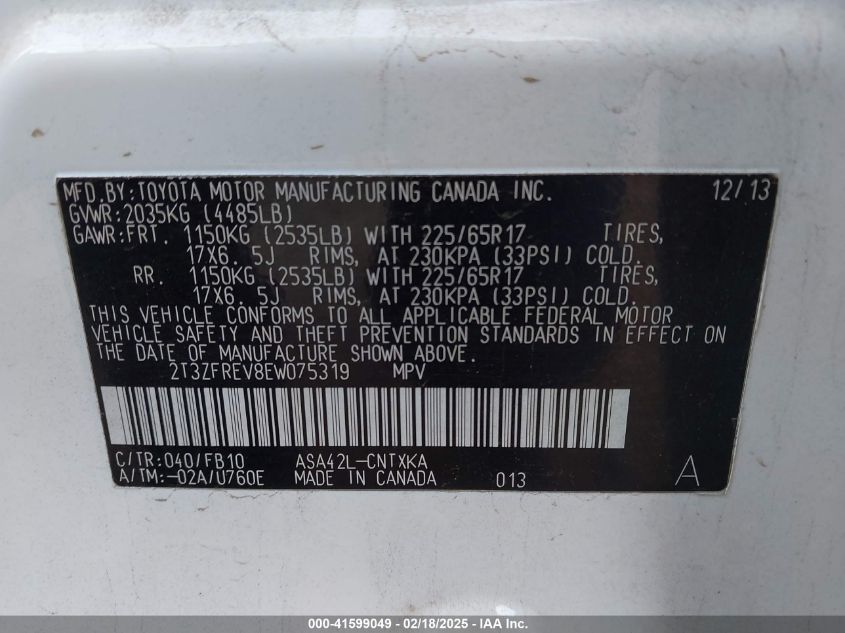 MFD.BY:TOYOTA MOTOR MANUFACTURING CANADA INC. 12/13
GVWR:2035KG (4485LB)
GAWR:FRT. 1150KG (2535LB) WITH 225/65R17 TIRES,
17X6. 5J RIMS, AT 230KPA (33PSI) COLD.
RR. 1150KG (2535LB) WITH 225/65R17 TIRES,
17X6. 5J RIMS, AT 230KPA (33PSI) COLD.
THIS VEHICLE CONFORMS TO ALL APPLICABLE FEDERAL MOTOR
VEHICLE SAFETY AND THEFT PREVENTION STANDARDS IN EFFECT ON
THE DATE OF MANUFACTURE SHOWN ABOVE.
2T3ZFREV8EW075319 MPV
C/TR:040/FB10 ASA42L-CNTXKA
A/TM:-02A/U760E MADE IN CANADA 013 A
000-41599049 / 02/18/2025 - IAA Inc.